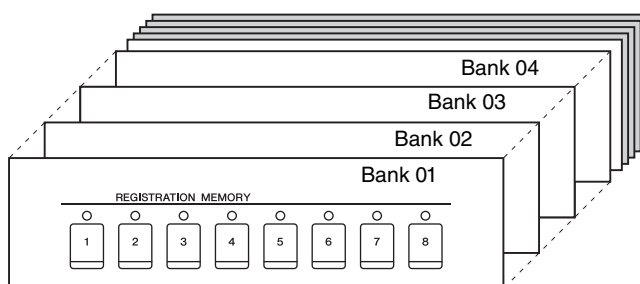 Bank 04
Bank 03
Bank 02
Bank 01
REGISTRATION MEMORY
1 2 3 4 5 6 7 8